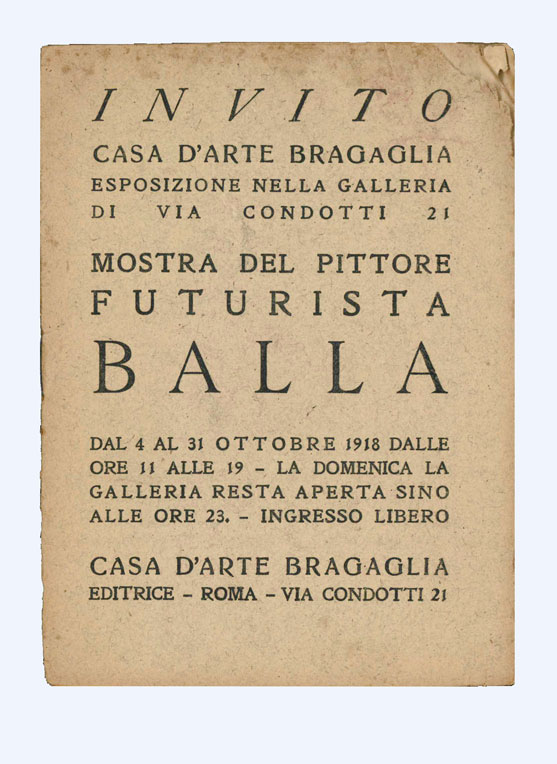 INVITO
CASA D'ARTE BRAGAGLIA
ESPOSIZIONE NELLA GALLERIA
DI VIA CONDOTTI 21
MOSTRA DEL PITTORE
FUTURISTA
BALLA
DAL 4 AL 31 OTTOBRE 1918 DALLE
ORE 11 ALLE 19 – LA DOMENICA LA
GALLERIA RESTA APERTA SINO
ALLE ORE 23. – INGRESSO LIBERO
CASA D'ARTE BRAGAGLIA
EDITRICE – ROMA – VIA CONDOTTI 21